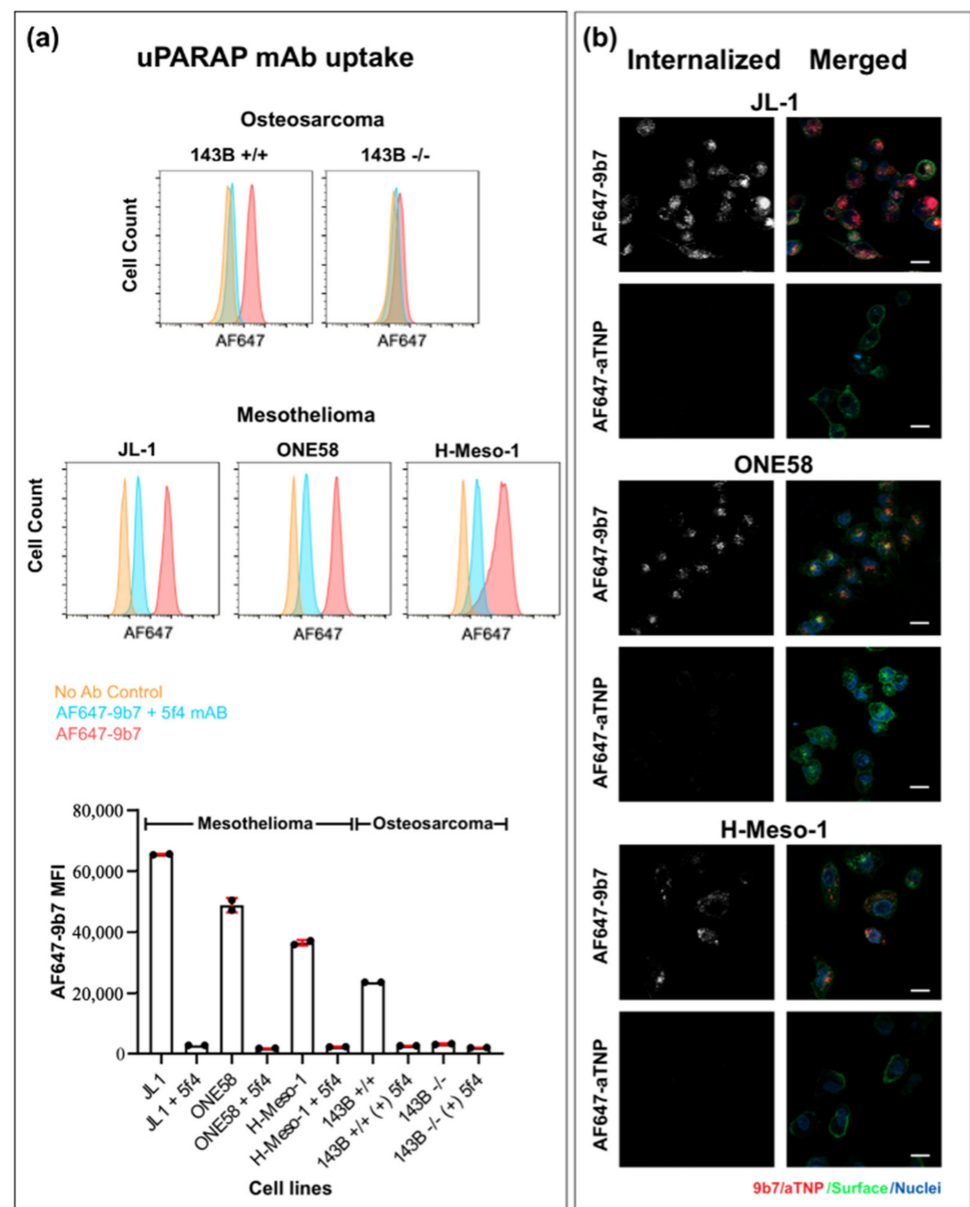 (a)
uPARAP mAb uptake
Osteosarcoma
143B +/+ 143B -/-
Cell Count
AF647 AF647
Mesothelioma
JL-1 ONE58 H-Meso-1
Cell Count
AF647 AF647 AF647
No Ab Control
AF647-9b7 + 5f4 mAB
AF647-9b7
AF647-9b7 MFI
80,000
60,000
40,000
20,000
0
Mesothelioma Osteosarcoma
JL1
JL1 + 5f4
ONE58
ONE58 + 5f4
H-Meso-1
H-Meso-1 + 5f4
143B +/+
143B +/+ (+) 5f4
143B -/-
143B -/- (+) 5f4
Cell lines
(b)
Internalized Merged
JL-1
AF647-9b7
AF647-aTNP
ONE58
AF647-9b7
AF647-aTNP
H-Meso-1
AF647-9b7
AF647-aTNP
9b7/aTNP/Surface/Nuclei